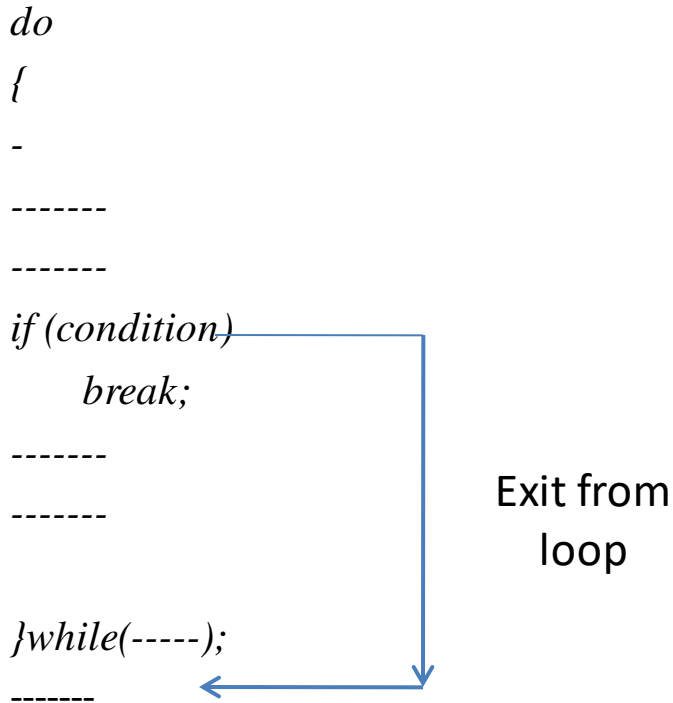 do
{
-
-------
-------
if (condition)
break;
-------
-------
Exit from
loop
}while(-----);
-------